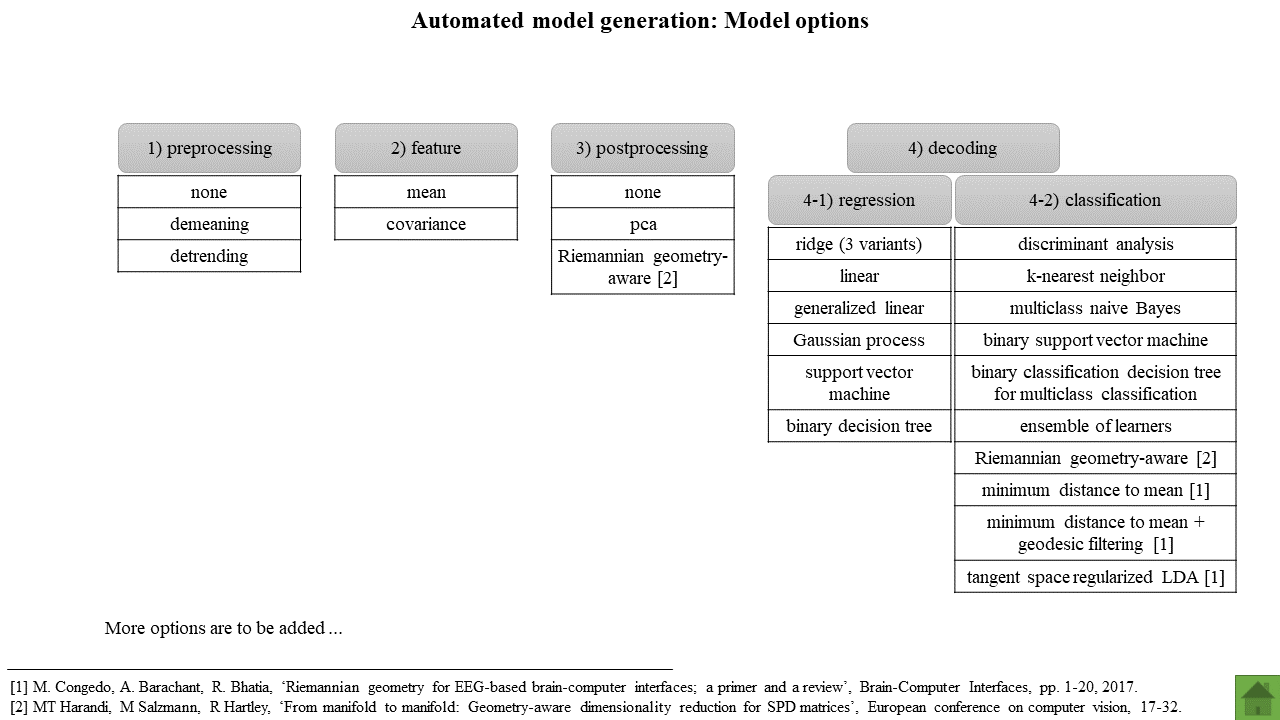 Automated model generation: Model options
1) preprocessing
none
demeaning
detrending
2) feature
mean
covariance
3) postprocessing
none
pca
Riemannian geometry-
aware [2]
4) decoding
4-1) regression
ridge (3 variants)
linear
generalized linear
Gaussian process
support vector
machine
binary decision tree
4-2) classification
discriminant analysis
k-nearest neighbor
multiclass naive Bayes
binary support vector machine
binary classification decision tree
for multiclass classification
ensemble of learners
Riemannian geometry-aware [2]
minimum distance to mean [1]
minimum distance to mean +
geodesic filtering [1]
tangent space regularized LDA [1]
More options are to be added ...
[1] M. Congedo, A. Barachant, R. Bhatia, ‘Riemannian geometry for EEG-based brain-computer interfaces; a primer and a review’, Brain-Computer Interfaces, pp. 1-20, 2017.
[2] MT Harandi, M Salzmann, R Hartley, ‘From manifold to manifold: Geometry-aware dimensionality reduction for SPD matrices’, European conference on computer vision, 17-32.